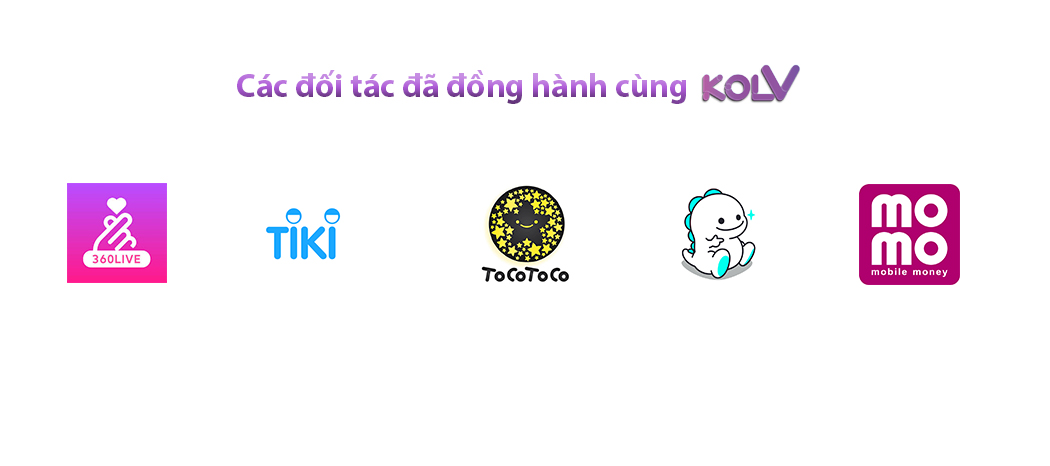 Các đối tác đã đồng hành cùng KOLV
360LIVE
TiKi
ToCoToCo
mo
mo
mobile money